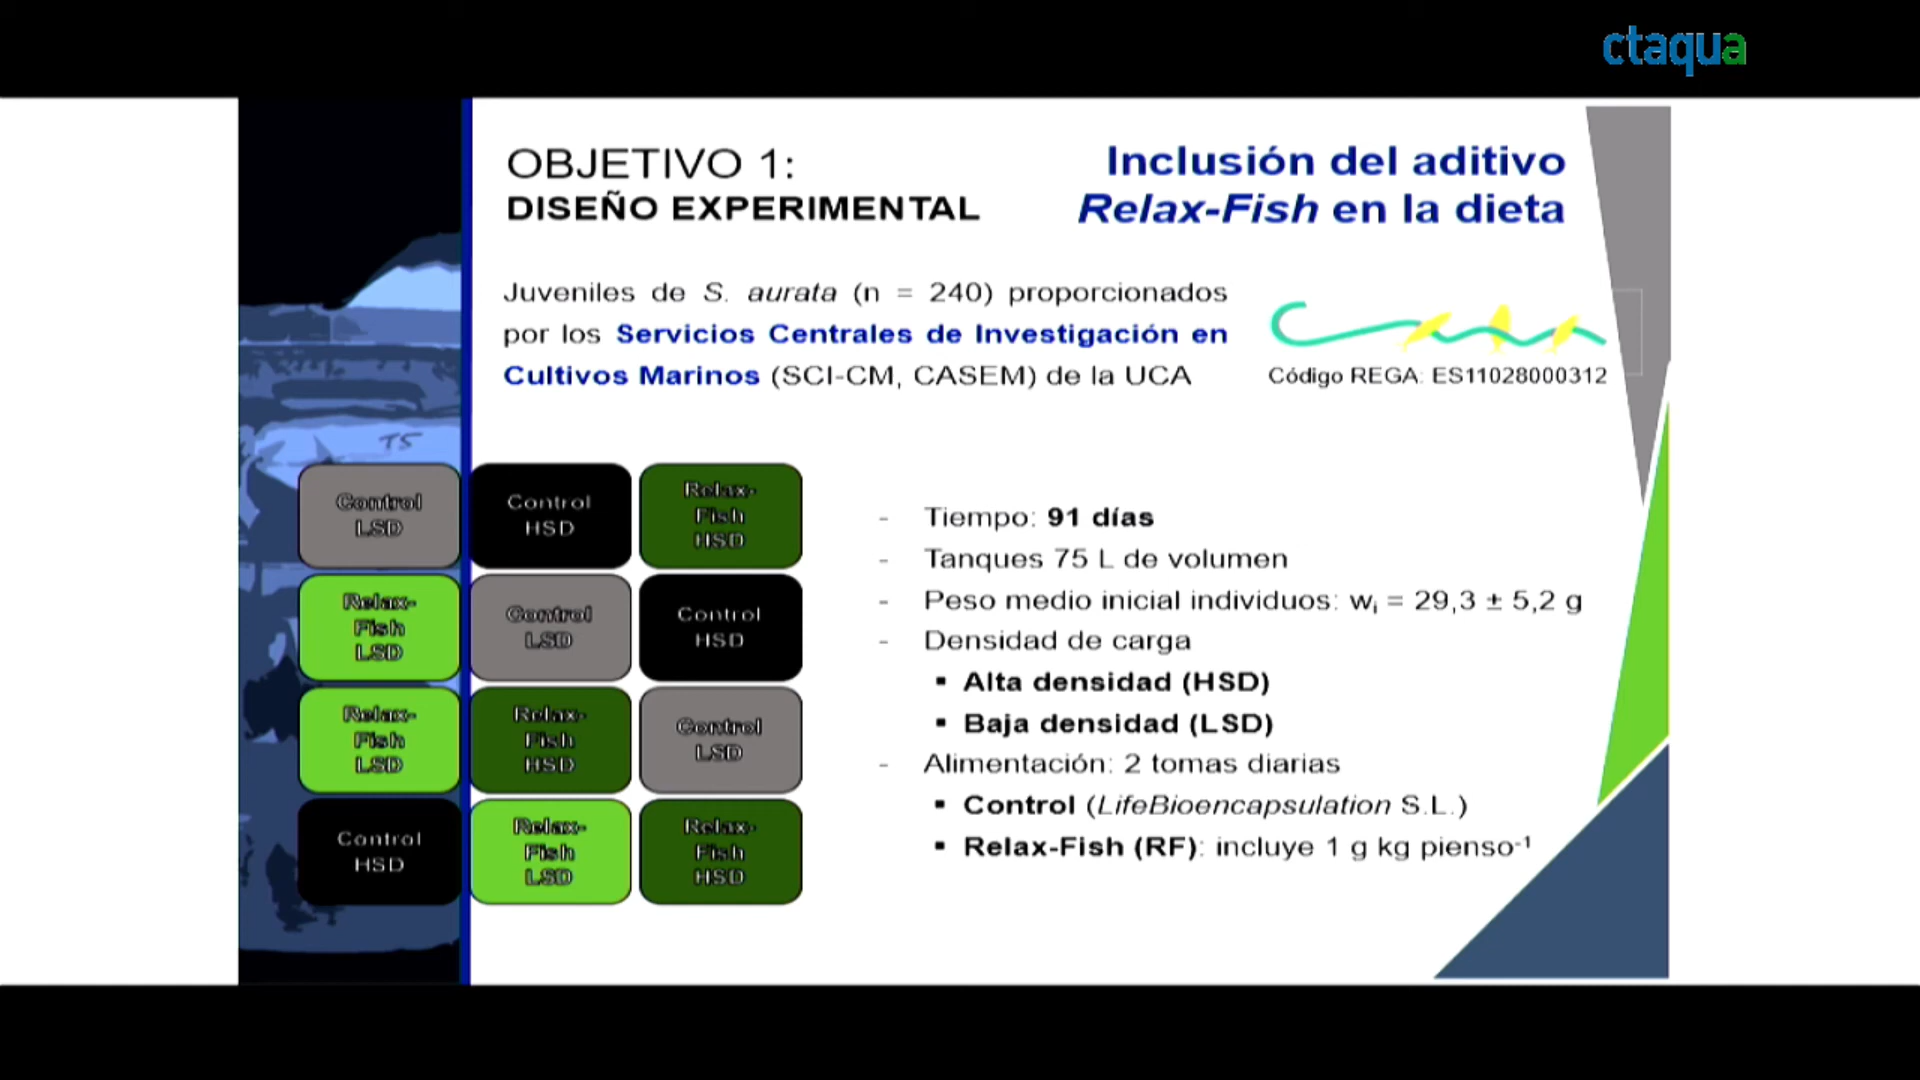 ctaqua
OBJETIVO 1:
DISEÑO EXPERIMENTAL
Inclusión del aditivo
Relax-Fish en la dieta
Juveniles de S. aurata (n = 240) proporcionados
por los Servicios Centrales de Investigación en
Cultivos Marinos (SCI-CM, CASEM) de la UCA
Código REGA: ES11028000312
TS
Control
LSD
Control
HSD
Relax-
Fish
HSD
Relax-
Fish
LSD
Control
LSD
Control
HSD
Relax-
Fish
LSD
Relax-
Fish
HSD
Control
LSD
Control
HSD
Relax-
Fish
LSD
Relax-
Fish
HSD
- Tiempo: 91 días
- Tanques 75 L de volumen
- Peso medio inicial individuos: wᵢ = 29,3 ± 5,2 g
- Densidad de carga
▪ Alta densidad (HSD)
▪ Baja densidad (LSD)
- Alimentación: 2 tomas diarias
▪ Control (LifeBioencapsulation S.L.)
▪ Relax-Fish (RF): incluye 1 g kg pienso⁻¹